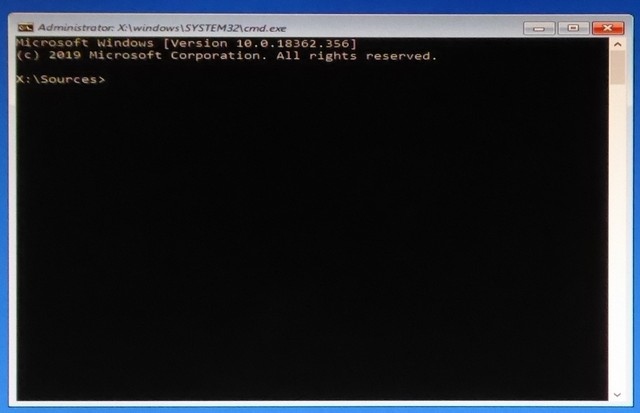 Administrator: X:\windows\SYSTEM32\cmd.exe
Microsoft Windows [Version 10.0.18362.356]
(c) 2019 Microsoft Corporation. All rights reserved.
X:\Sources>